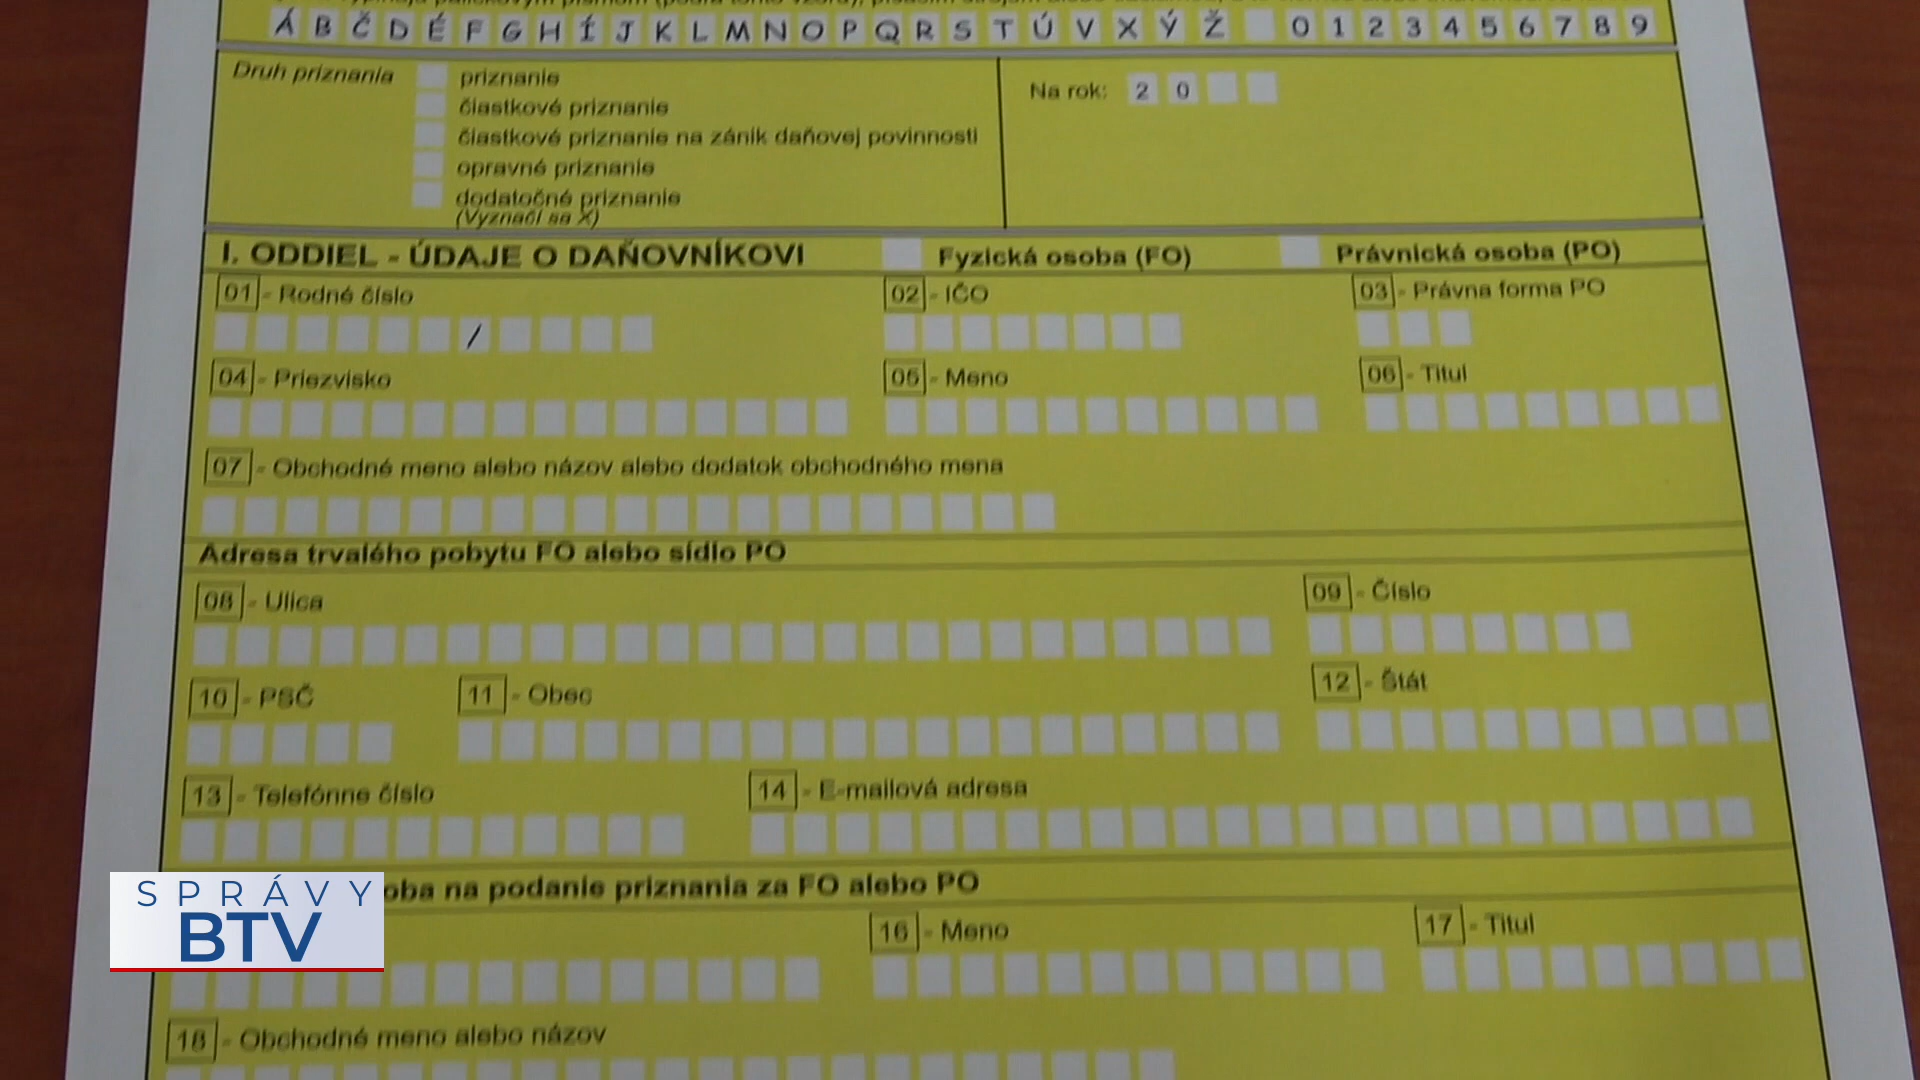 Á B Č D É F G H Í J K L M N O P Q R S T Ú V X Ý Ž 0 1 2 3 4 5 6 7 8 9
Druh priznania
priznanie
čiastkové priznanie
čiastkové priznanie na zánik daňovej povinnosti
opravné priznanie
dodatočné priznanie
(Vyznačí sa X)
Na rok: 2 0
I. ODDIEL - ÚDAJE O DAŇOVNÍKOVI Fyzická osoba (FO) Právnická osoba (PO)
01 - Rodné číslo 02 - IČO 03 - Právna forma PO
/
04 - Priezvisko 05 - Meno 06 - Titul
07 - Obchodné meno alebo názov alebo dodatok obchodného mena
Adresa trvalého pobytu FO alebo sídlo PO
08 - Ulica 09 - Číslo
10 - PSČ 11 - Obec 12 - Štát
13 - Telefónne číslo 14 - E-mailová adresa
oba na podanie priznania za FO alebo PO
16 - Meno 17 - Titul
18 - Obchodné meno alebo názov
SPRÁVY
BTV